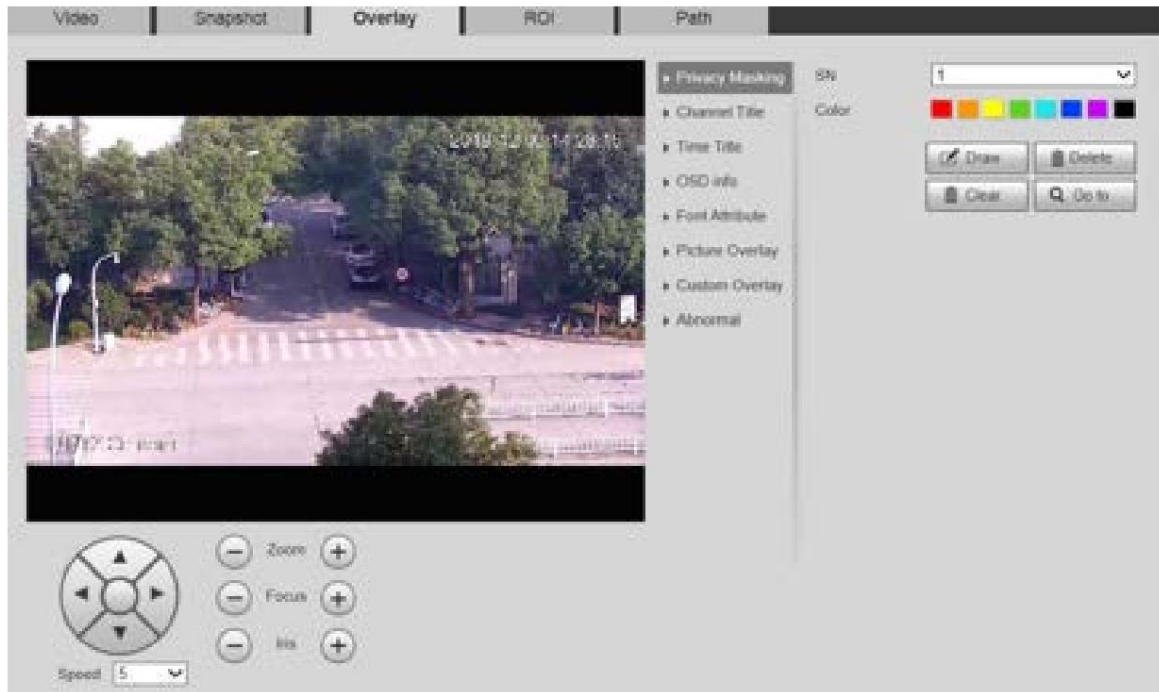 Video Snapshot Overlay ROI Path
Privacy Masking
Channel Title
Time Title
OSD info
Font Attribute
Picture Overlay
Custom Overlay
Abnormal
SN 1
Color
Draw Delete
Clear Go to
Zoom
Focus
Iris
Speed 5